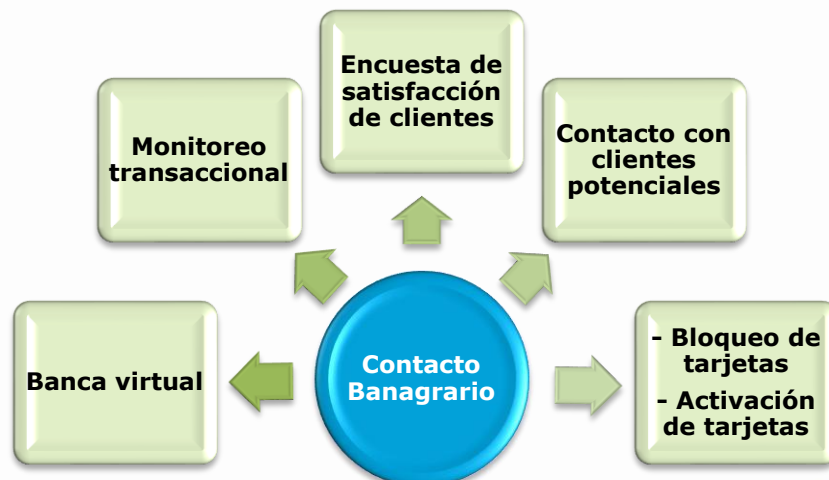 Encuesta de
satisfacción
de clientes
Monitoreo
transaccional
Contacto con
clientes
potenciales
Banca virtual
Contacto
Banagrario
- Bloqueo de
tarjetas
- Activación
de tarjetas